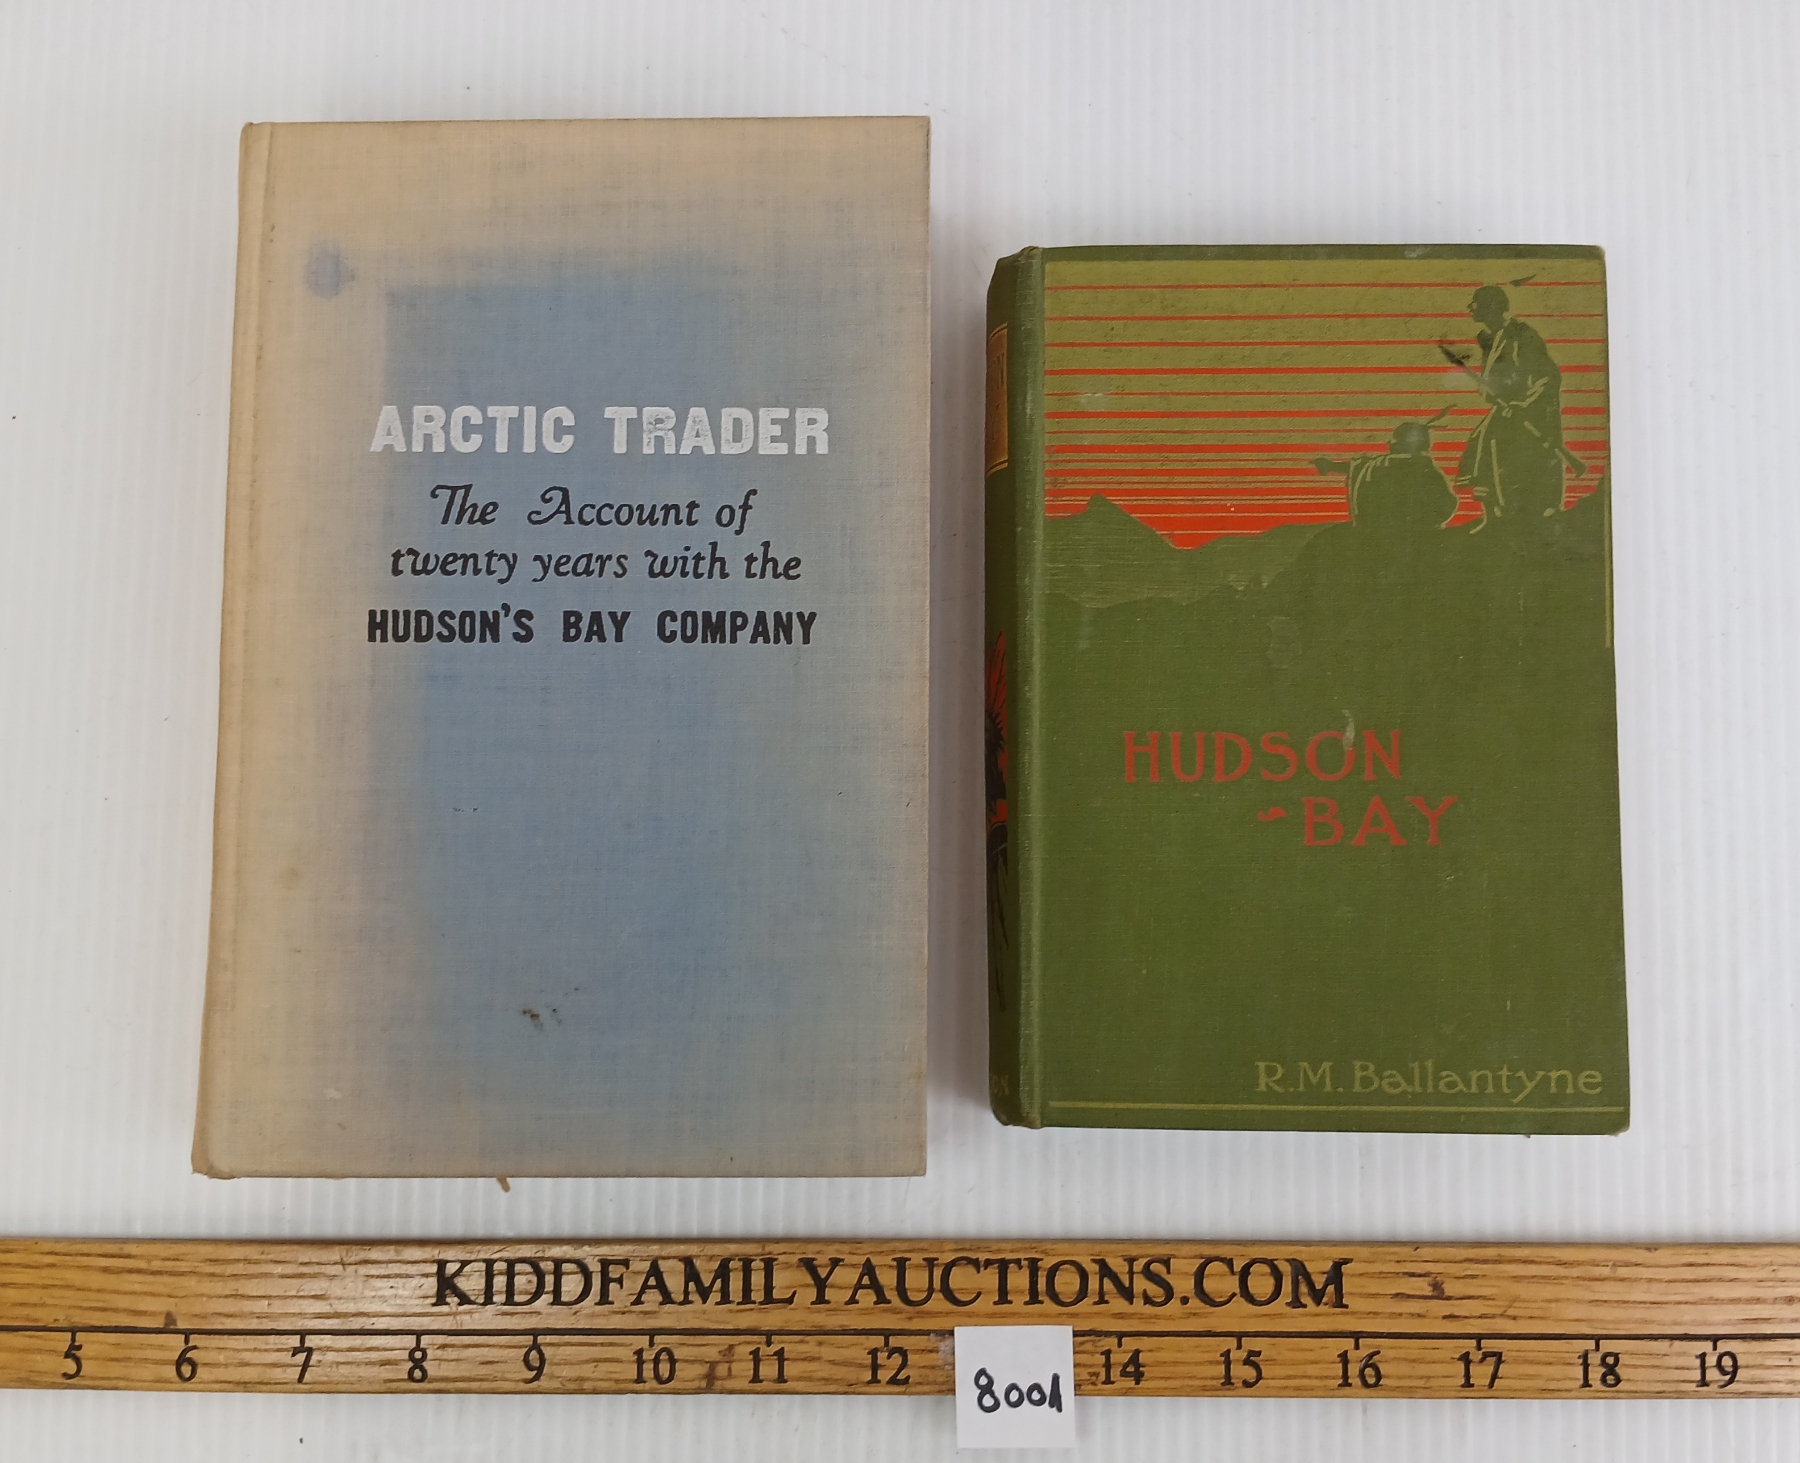 ARCTIC TRADER
The Account of
twenty years with the
HUDSON'S BAY COMPANY
HUDSON
BAY
R.M. Ballantyne
KIDDFAMILYAUCTIONS.COM
5 6 7 8 9 10 11 12 14 15 16 17 18 19